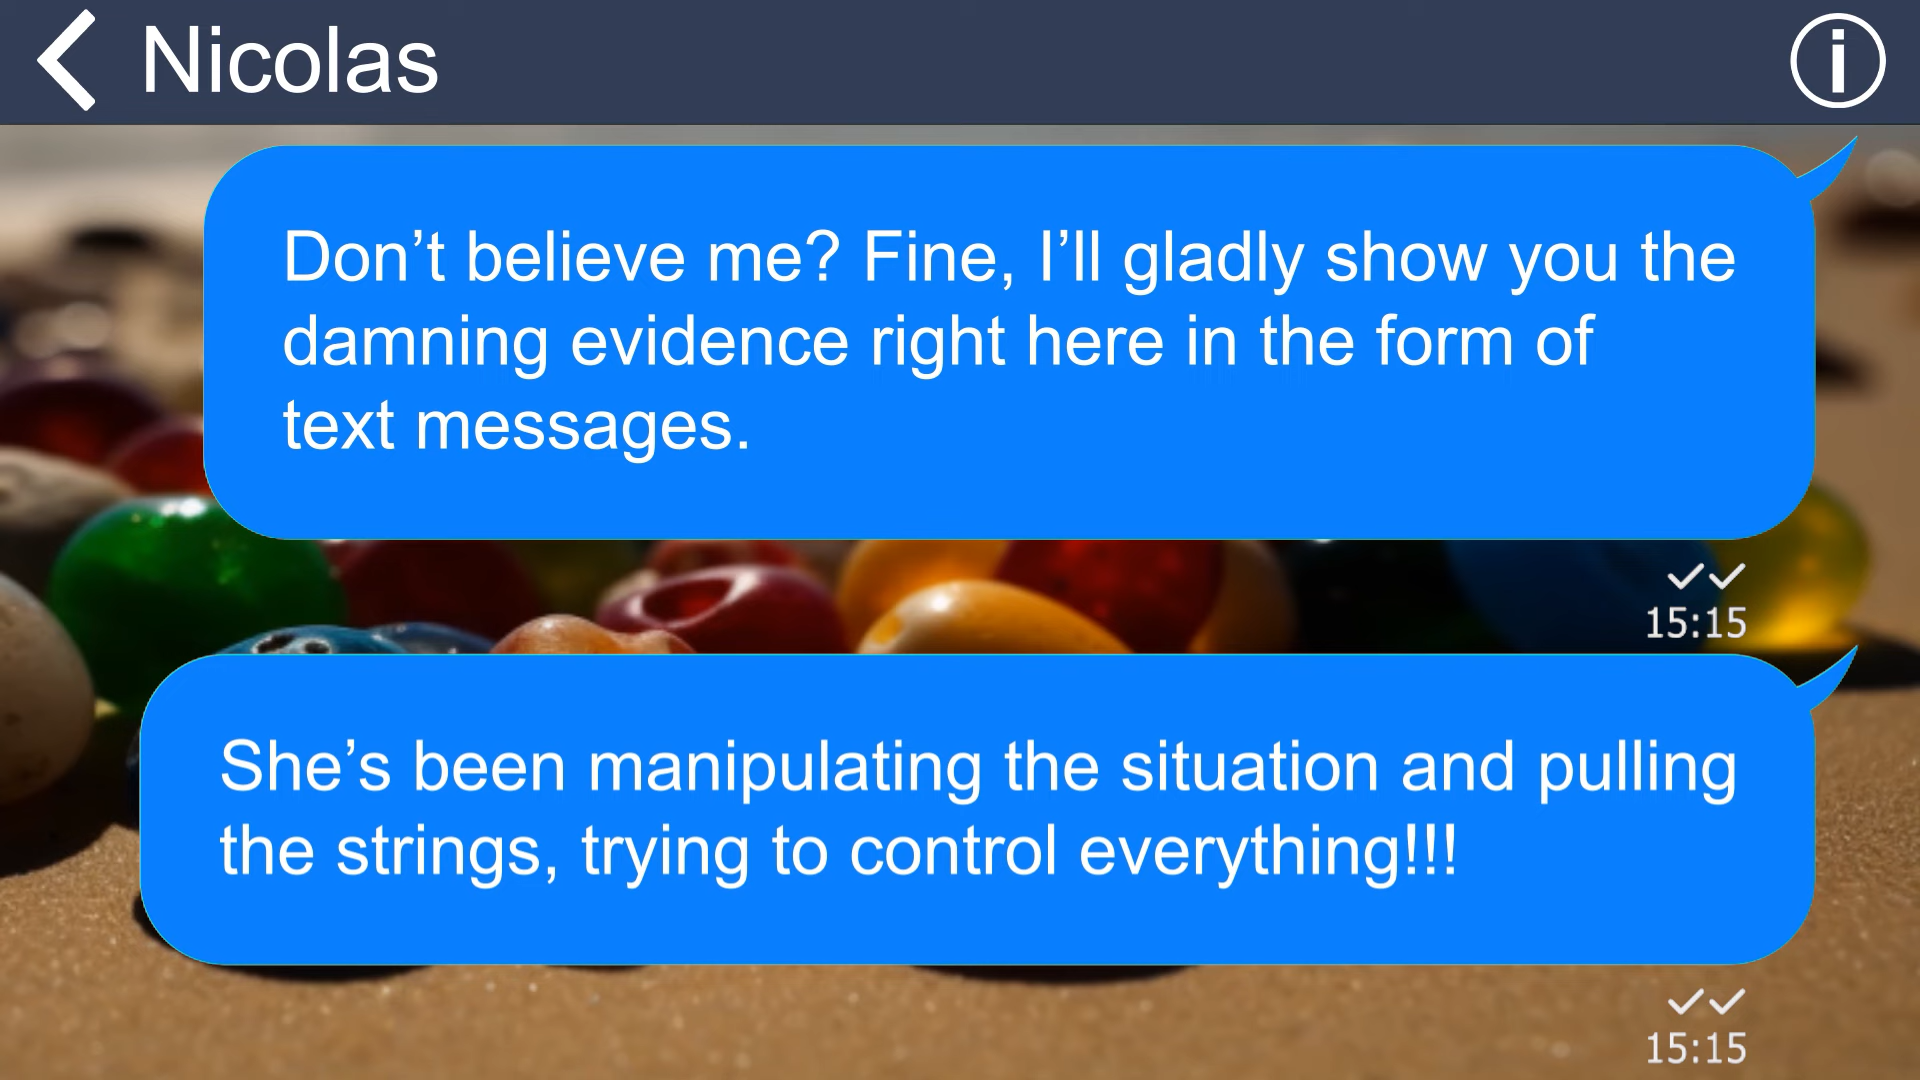 Nicolas
Don’t believe me? Fine, I’ll gladly show you the
damning evidence right here in the form of
text messages.
15:15
She’s been manipulating the situation and pulling
the strings, trying to control everything!!!
15:15